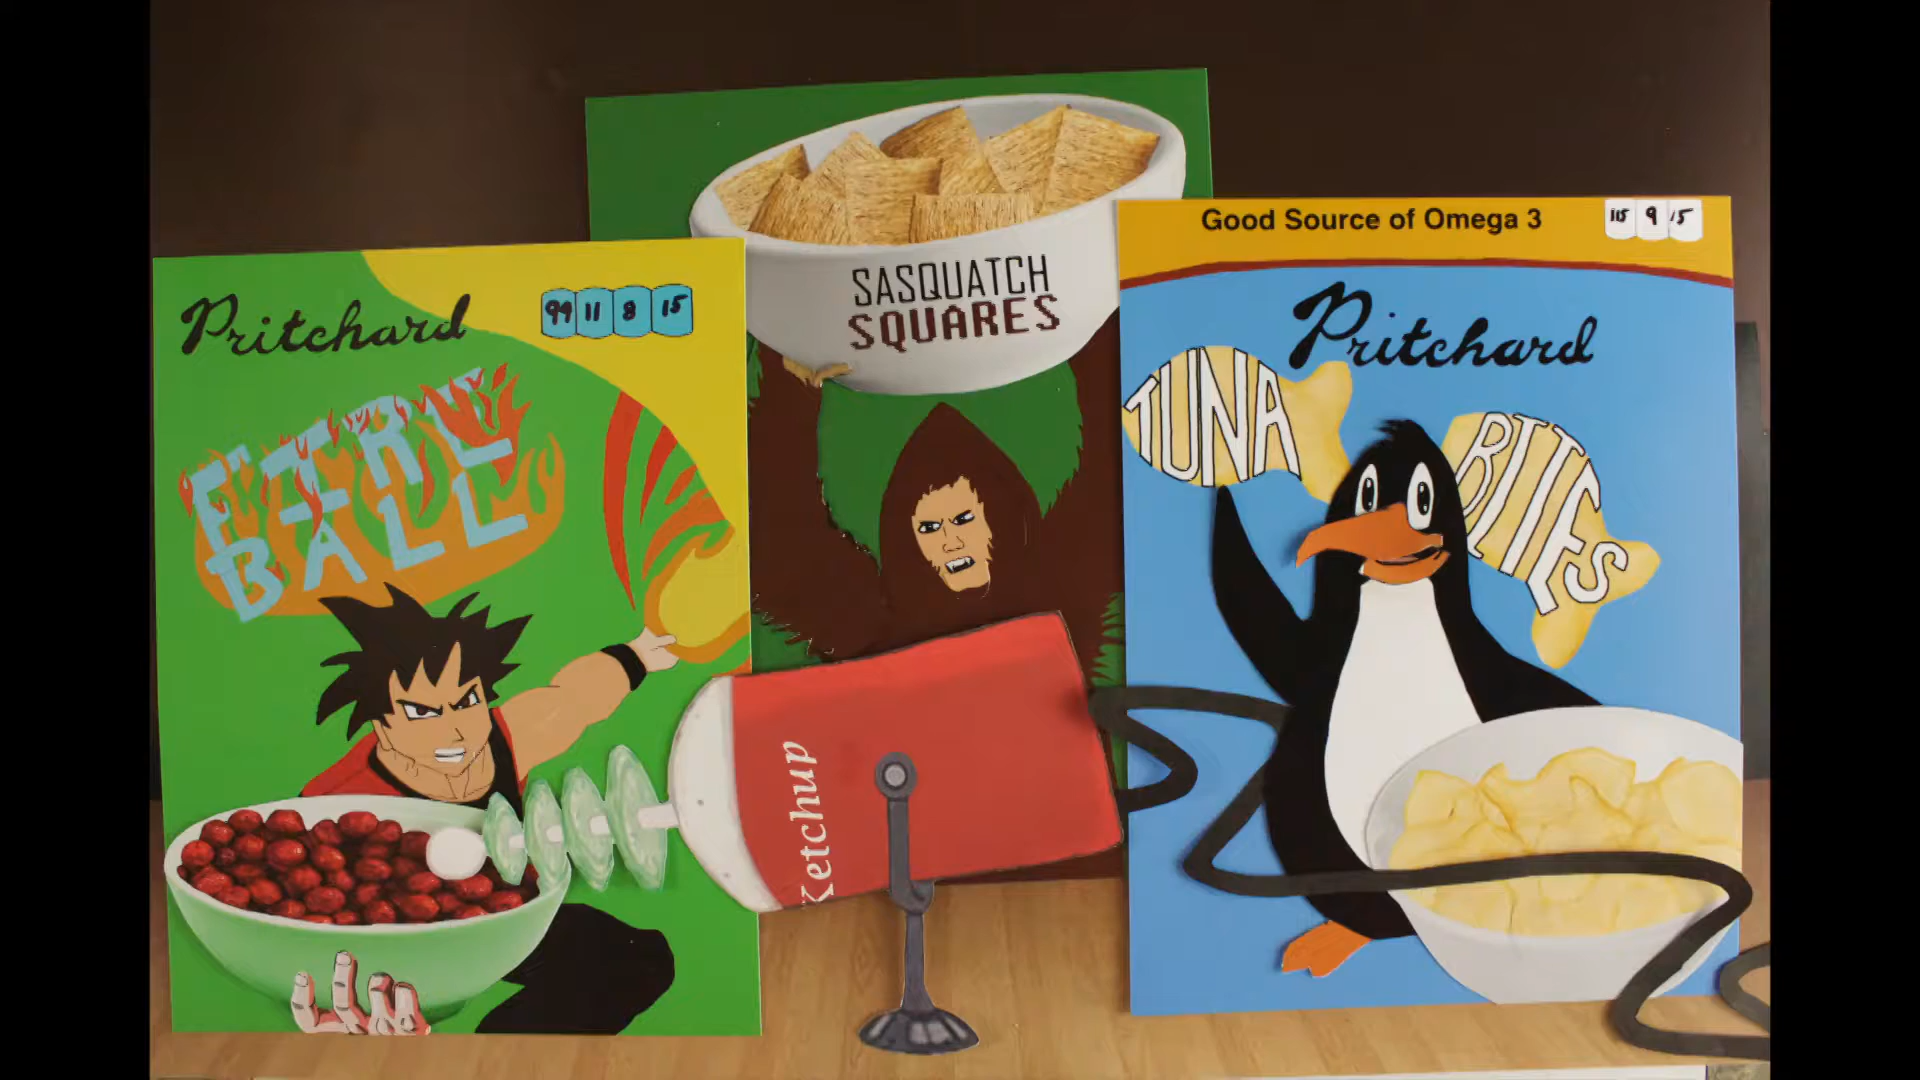 SASQUATCH
SQUARES
Good Source of Omega 3
115 9 15
Pritchard
99 11 8 15
FIRE
BALL
Pritchard
TUNA
BITES
Ketchup